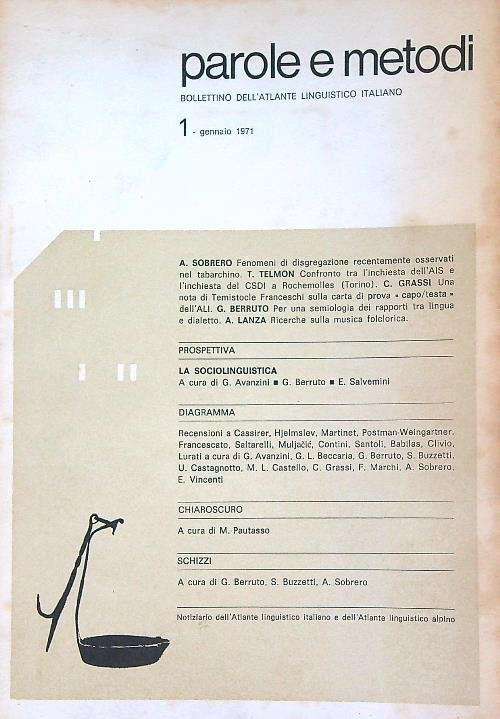 parole e metodi
BOLLETTINO DELL'ATLANTE LINGUISTICO ITALIANO
1 - gennaio 1971
A. SOBRERO Fenomeni di disgregazione recentemente osservati
nel tabarchino. T. TELMON Confronto tra l'inchiesta dell'AIS e
l'inchiesta del CSDI a Rochemolles (Torino). C. GRASSI Una
nota di Temistocle Franceschi sulla carta di prova « capo/testa »
dell'ALI. G. BERRUTO Per una semiologia dei rapporti tra lingua
e dialetto. A. LANZA Ricerche sulla musica folclorica.
PROSPETTIVA
LA SOCIOLINGUISTICA
A cura di G. Avanzini ■ G. Berruto ■ E. Salvemini
DIAGRAMMA
Recensioni a Cassirer, Hjelmslev, Martinet, Postman-Weingartner,
Francescato, Saltarelli, Muljačić, Contini, Santoli, Babilas, Clivio,
Lurati a cura di G. Avanzini, G. L. Beccaria, G. Berruto, S. Buzzetti,
U. Castagnotto, M. L. Castello, C. Grassi, F. Marchi, A. Sobrero,
E. Vincenti
CHIAROSCURO
A cura di M. Pautasso
SCHIZZI
A cura di G. Berruto, S. Buzzetti, A. Sobrero
Notiziario dell'Atlante linguistico italiano e dell'Atlante linguistico alpino